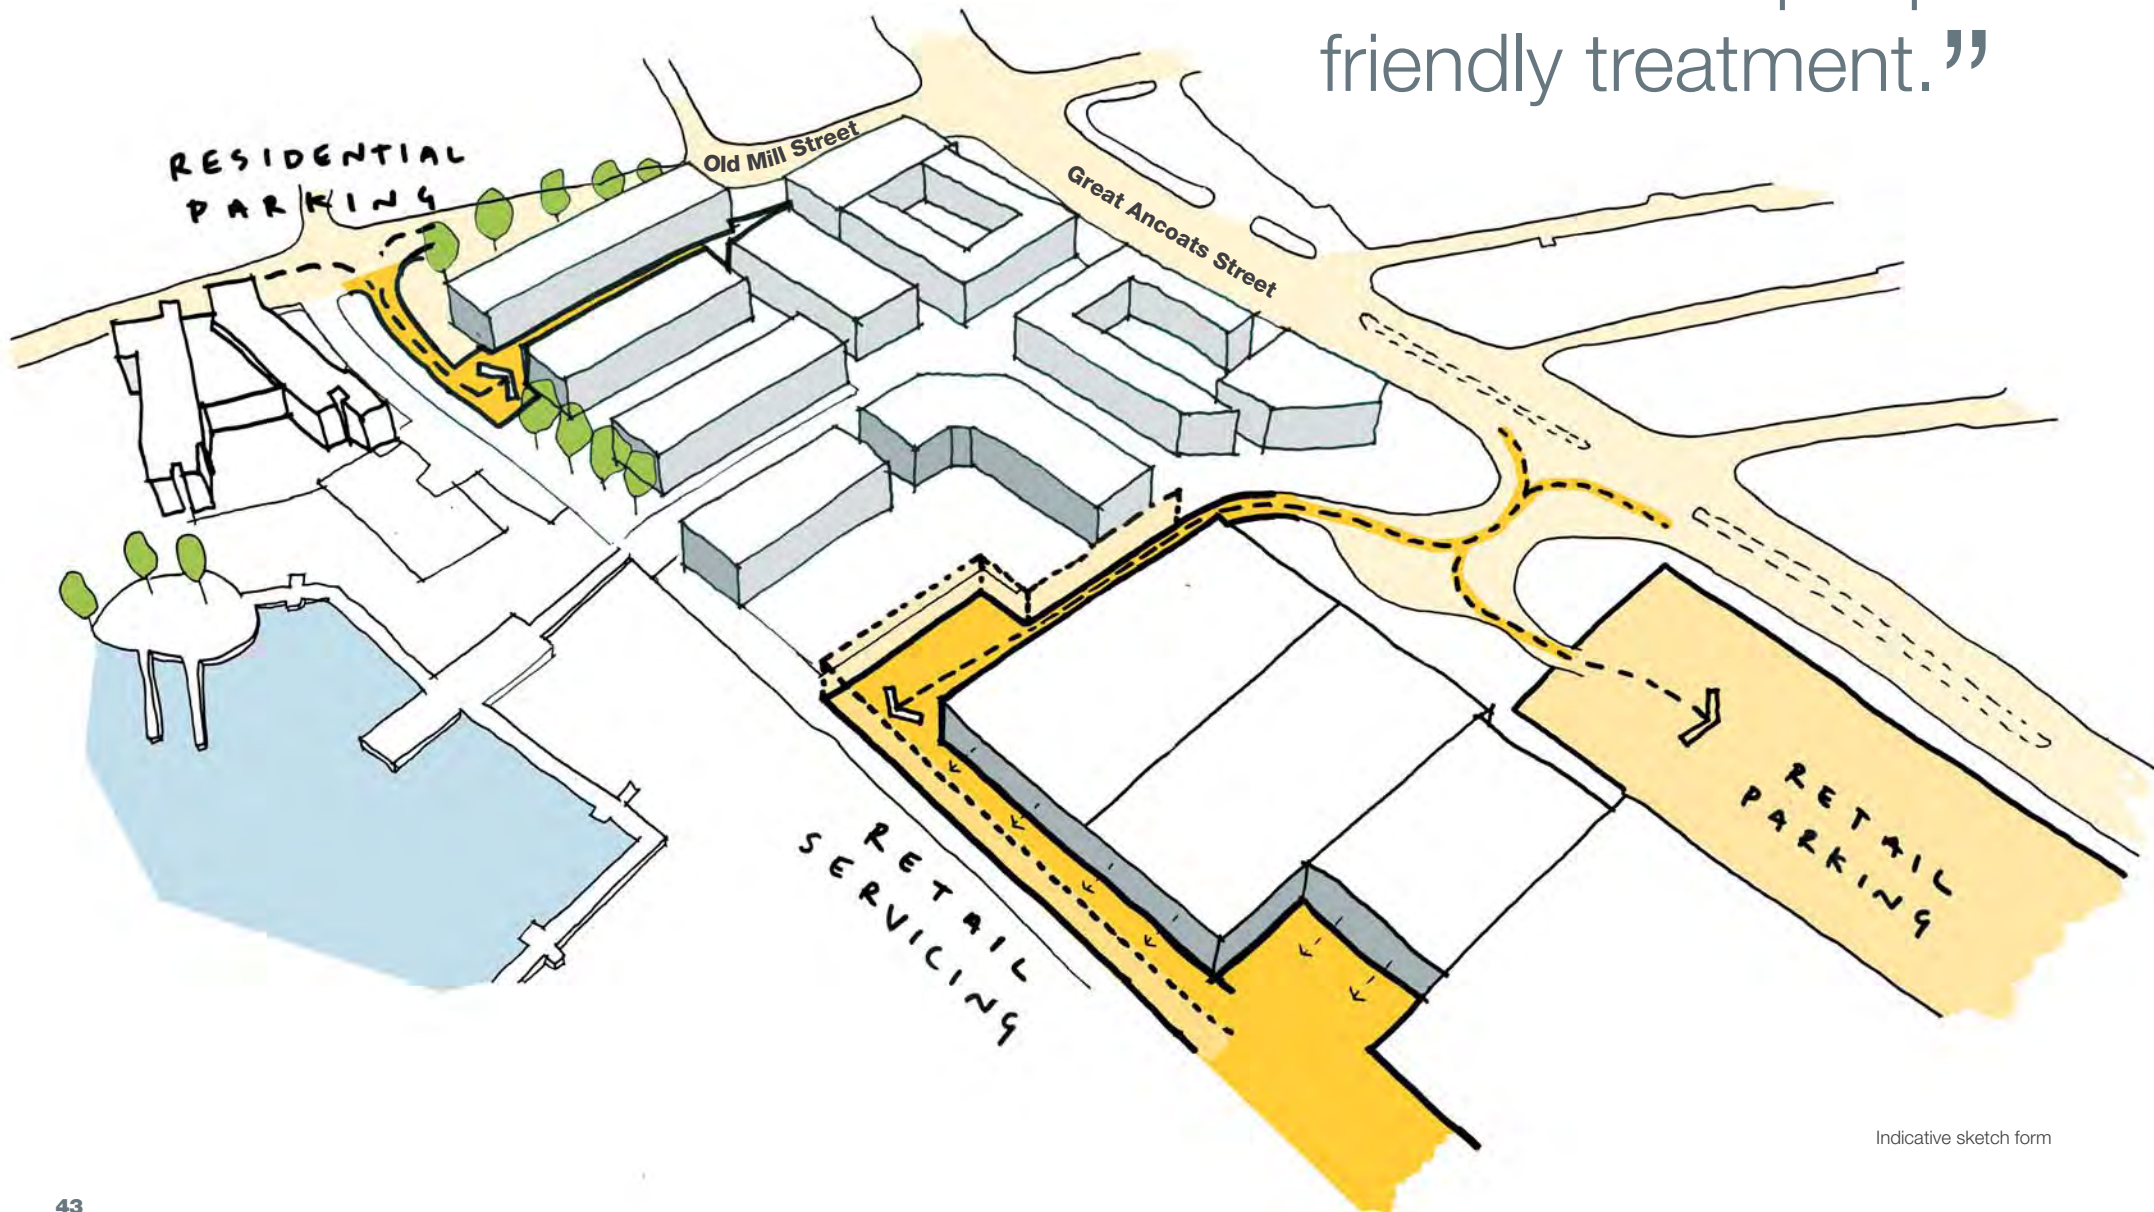 friendly treatment.”
RESIDENTIAL
PARKING
Old Mill Street
Great Ancoats Street
RETAIL
PARKING
RETAIL
SERVICING
Indicative sketch form
43